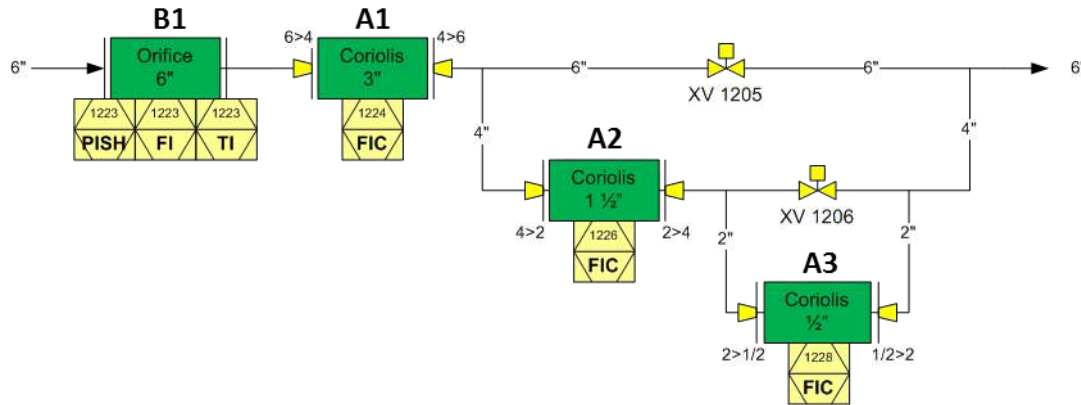 B1
A1
Orifice
6"
6"
6>4
Coriolis
3"
4>6
6"
XV 1205
6"
6"
1223
PISH
1223
FI
1223
TI
1224
FIC
4"
4"
A2
Coriolis
1 ½"
4>2
2>4
XV 1206
1226
FIC
2"
2"
A3
Coriolis
½"
2>1/2
1/2>2
1228
FIC